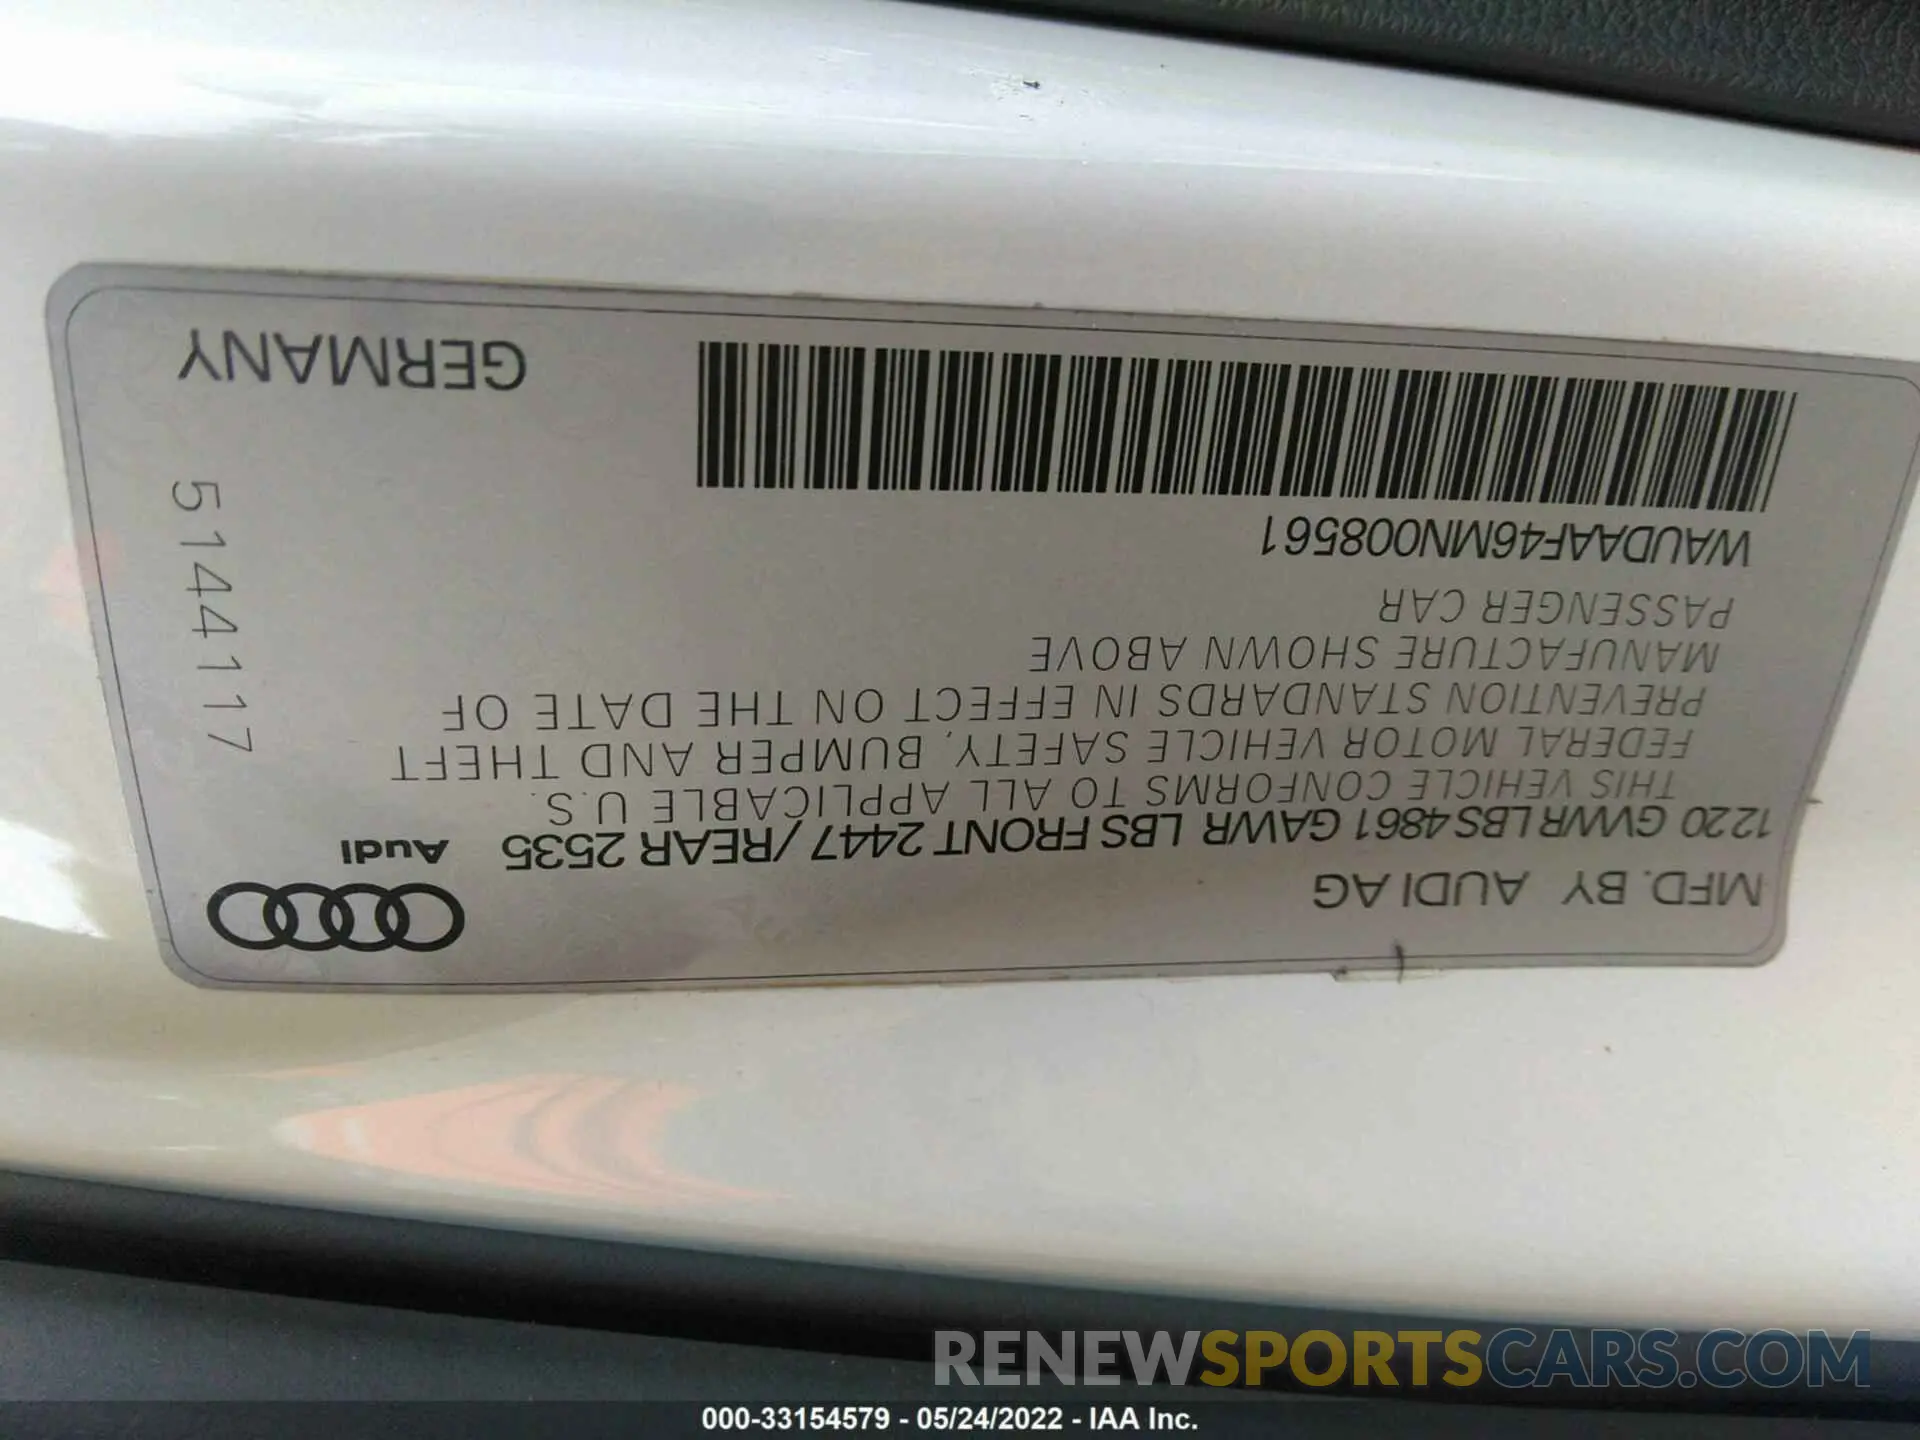 MFD. BY AUDI AG
Audi
1220 GVWR LBS 4861 GAWR LBS FRONT 2447 / REAR 2535
THIS VEHICLE CONFORMS TO ALL APPLICABLE U.S.
FEDERAL MOTOR VEHICLE SAFETY, BUMPER AND THEFT
PREVENTION STANDARDS IN EFFECT ON THE DATE OF
MANUFACTURE SHOWN ABOVE
PASSENGER CAR
WAUDAAF46MN008561
GERMANY
514417
RENEWSPORTSCARS.COM
000-33154579 - 05/24/2022 - IAA Inc.